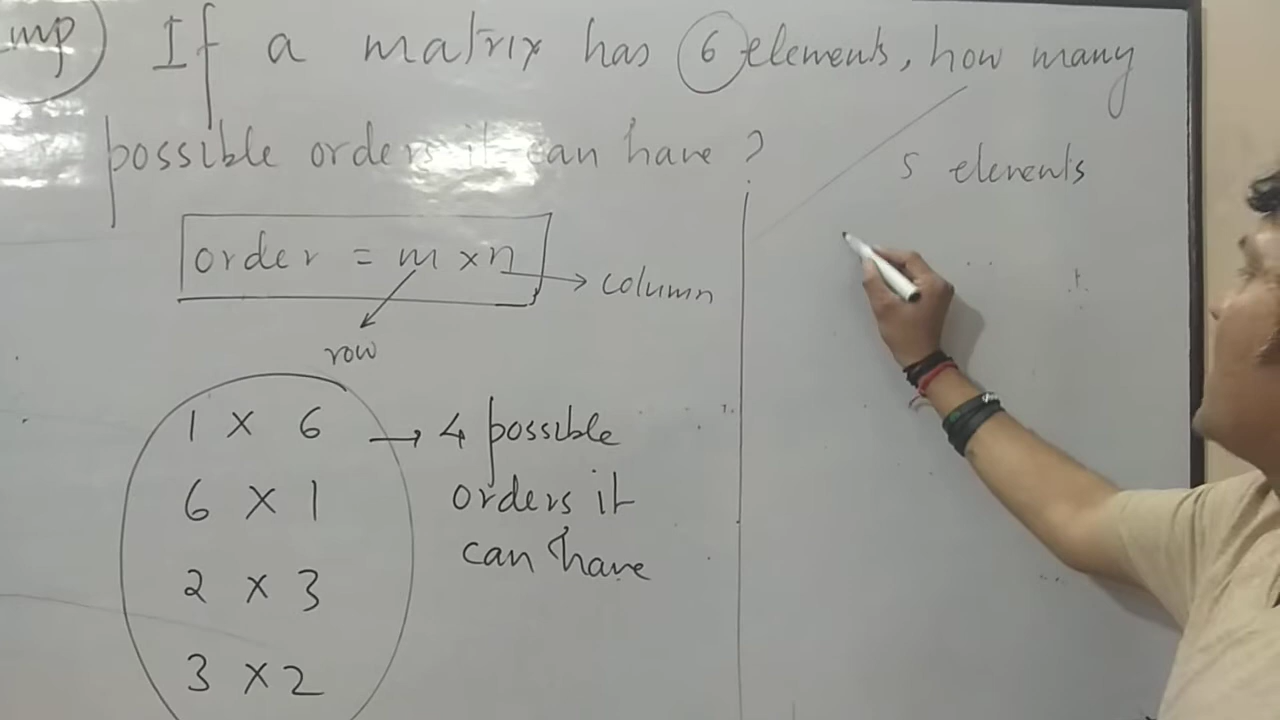 mp) If a matrix has 6 elements, how many
possible orders it can have ?
order = m × n
column
row
1 × 6
6 × 1
2 × 3
3 × 2
→ 4 possible
orders it
can have
5 elements